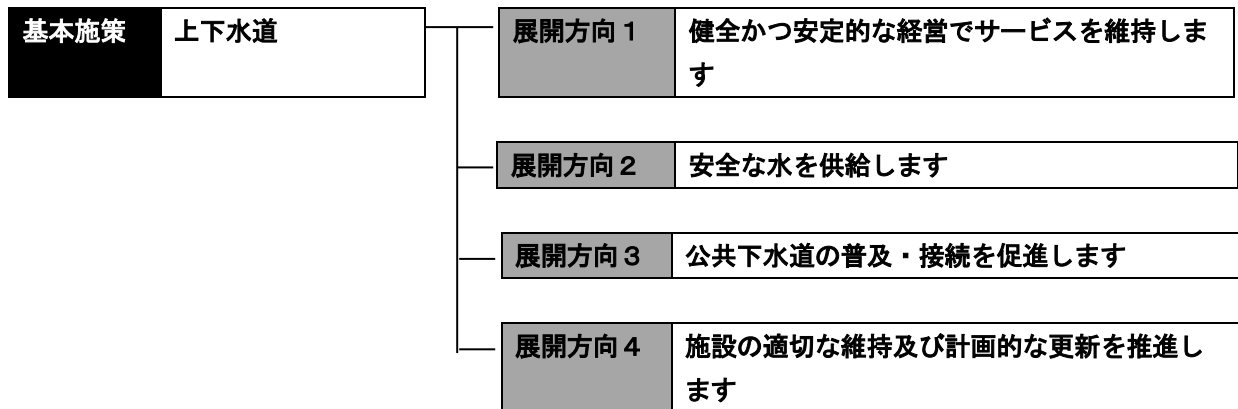 基本施策 上下水道
展開方向1 健全かつ安定的な経営でサービスを維持しま
す
展開方向2 安全な水を供給します
展開方向3 公共下水道の普及・接続を促進します
展開方向4 施設の適切な維持及び計画的な更新を推進し
ます